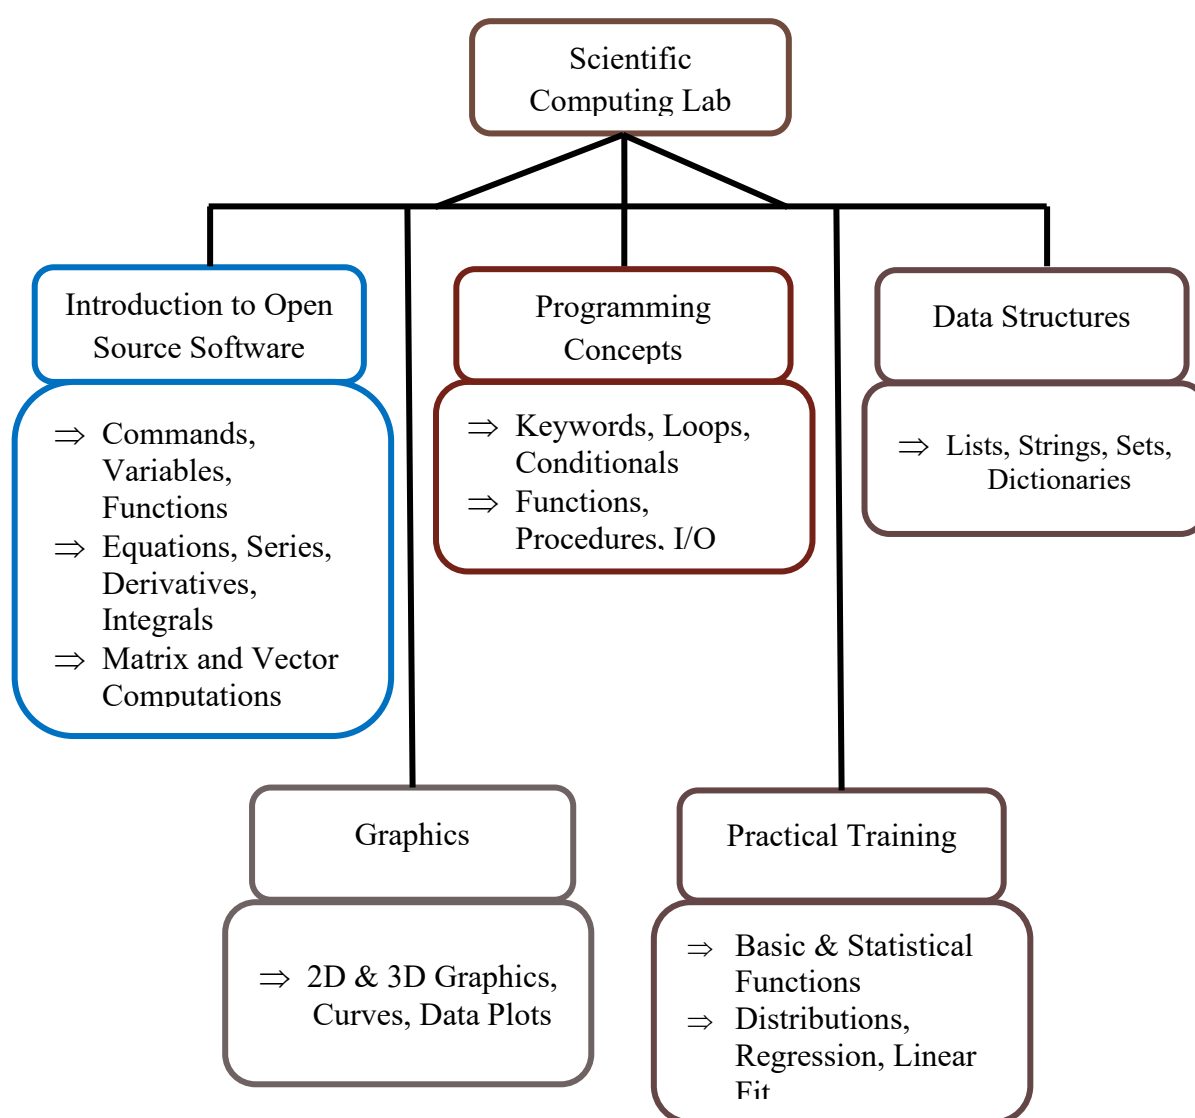 Scientific
Computing Lab
Introduction to Open
Source Software
⇒ Commands,
Variables,
Functions
⇒ Equations, Series,
Derivatives,
Integrals
⇒ Matrix and Vector
Computations
Programming
Concepts
⇒ Keywords, Loops,
Conditionals
⇒ Functions,
Procedures, I/O
Data Structures
⇒ Lists, Strings, Sets,
Dictionaries
Graphics
⇒ 2D & 3D Graphics,
Curves, Data Plots
Practical Training
⇒ Basic & Statistical
Functions
⇒ Distributions,
Regression, Linear
Fit